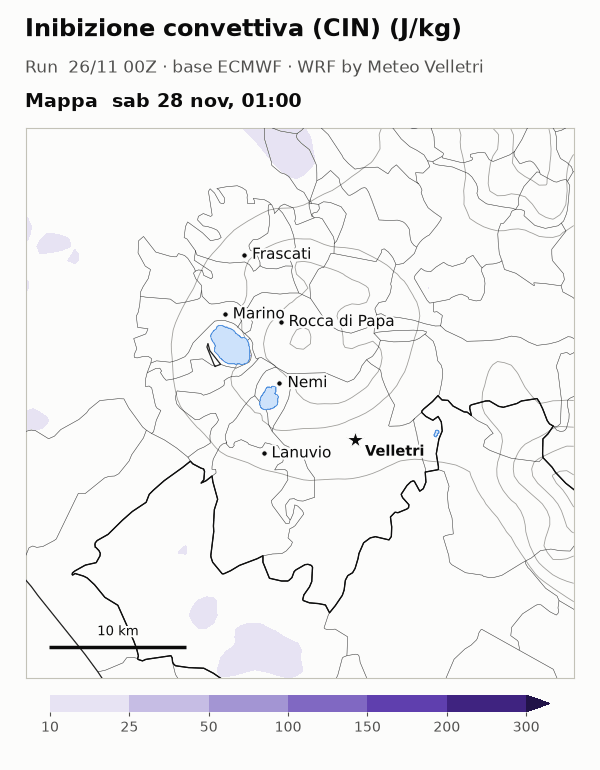 Inibizione convettiva (CIN) (J/kg)
Run  26/11 00Z · base ECMWF · WRF by Meteo Velletri
Mappa  sab 28 nov, 01:00
Frascati
Marino
Rocca di Papa
Nemi
Velletri
Lanuvio
10 km
10 25 50 100 150 200 300